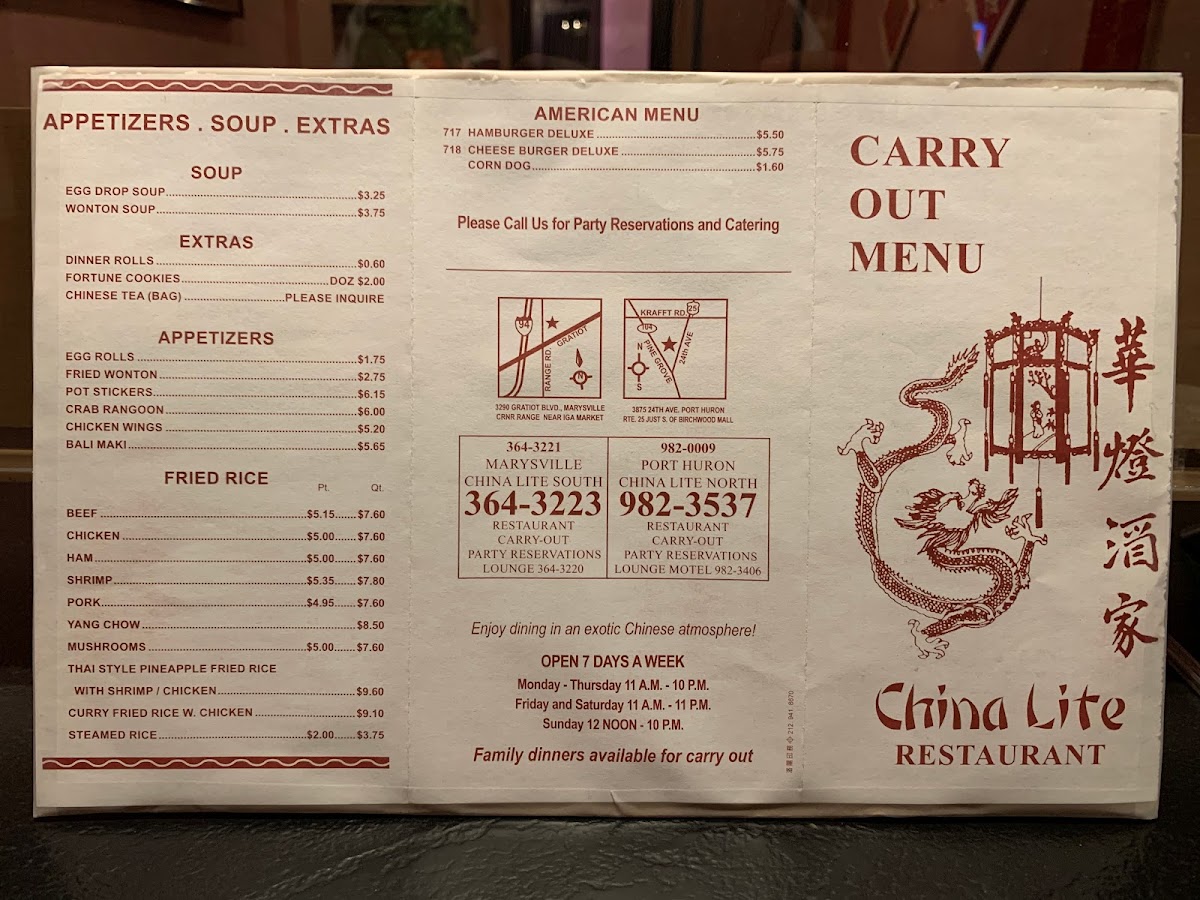 APPETIZERS . SOUP . EXTRAS
SOUP
EGG DROP SOUP.....$3.25
WONTON SOUP.....$3.75
EXTRAS
DINNER ROLLS.....$0.60
FORTUNE COOKIES.....DOZ $2.00
CHINESE TEA (BAG).....PLEASE INQUIRE
APPETIZERS
EGG ROLLS.....$1.75
FRIED WONTON.....$2.75
POT STICKERS.....$6.15
CRAB RANGOON.....$6.00
CHICKEN WINGS.....$5.20
BALI MAKI.....$5.65
FRIED RICE
Pt. Qt.
BEEF.....$5.15.......$7.60
CHICKEN.....$5.00.......$7.60
HAM.....$5.00.......$7.60
SHRIMP.....$5.35.......$7.80
PORK.....$4.95.......$7.60
YANG CHOW.....$8.50
MUSHROOMS.....$5.00.......$7.60
THAI STYLE PINEAPPLE FRIED RICE
WITH SHRIMP / CHICKEN.....$9.60
CURRY FRIED RICE W. CHICKEN.....$9.10
STEAMED RICE.....$2.00.......$3.75
AMERICAN MENU
717 HAMBURGER DELUXE.....$5.50
718 CHEESE BURGER DELUXE.....$5.75
CORN DOG.....$1.60
Please Call Us for Party Reservations and Catering
94
RANGE RD.
GRATIOT
N
3290 GRATIOT BLVD., MARYSVILLE
CRNR RANGE NEAR IGA MARKET
KRAFFT RD.
25
104
PINE GROVE
24th AVE
N
S
3875 24TH AVE. PORT HURON
RTE. 25 JUST S. OF BIRCHWOOD MALL
364-3221
MARYSVILLE
CHINA LITE SOUTH
364-3223
RESTAURANT
CARRY-OUT
PARTY RESERVATIONS
LOUNGE 364-3220
982-0009
PORT HURON
CHINA LITE NORTH
982-3537
RESTAURANT
CARRY-OUT
PARTY RESERVATIONS
LOUNGE MOTEL 982-3406
Enjoy dining in an exotic Chinese atmosphere!
OPEN 7 DAYS A WEEK
Monday - Thursday 11 A.M. - 10 P.M.
Friday and Saturday 11 A.M. - 11 P.M.
Sunday 12 NOON - 10 P.M.
Family dinners available for carry out
212 941 8870
CARRY
OUT
MENU
華燈酒家
China Lite
RESTAURANT